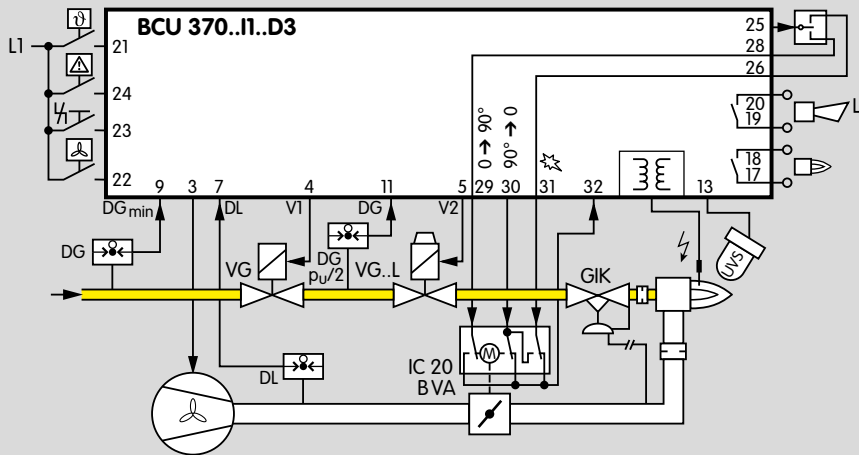 BCU 370..I1..D3
ϑ
L1
21
24
23
22
25
28
26
20
19
L
18
17
0 ➔ 90°
90° ➔ 0
9
3
7
4
11
5
29
30
31
32
13
DG min
DL
V1
DG
V2
DG
VG
DG
pU/2
VG..L
GIK
UVS
M
IC 20
BVA
DL